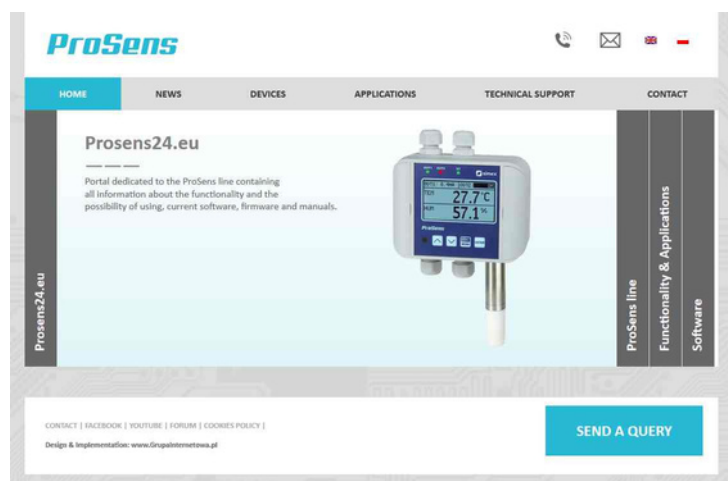 ProSens
HOME NEWS DEVICES APPLICATIONS TECHNICAL SUPPORT CONTACT
Prosens24.eu
Prosens24.eu
Portal dedicated to the ProSens line containing
all information about the functionality and the
possibility of using, current software, firmware and manuals.
simex
27.7 °C
HUM 57.1 %
ProSens
ProSens line
Functionality & Applications
Software
CONTACT | FACEBOOK | YOUTUBE | FORUM | COOKIES POLICY |
Design & Implementation: www.GrupaInternetowa.pl
SEND A QUERY